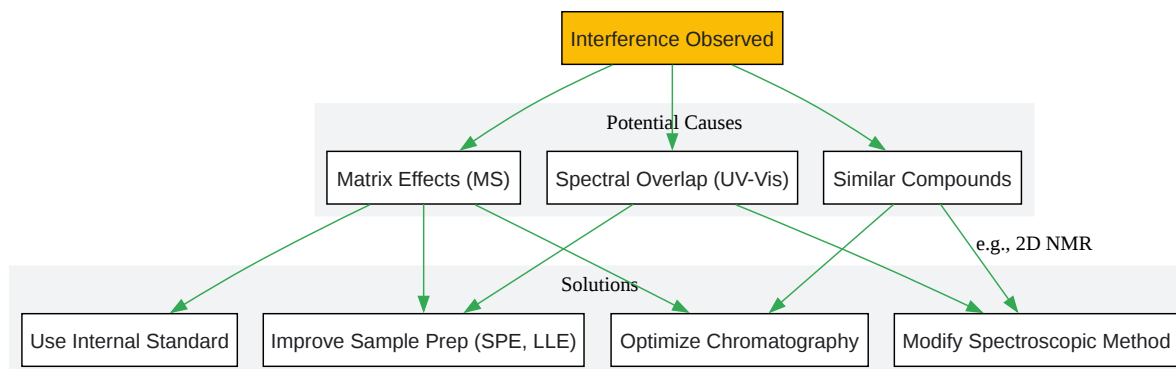 Interference Observed
Potential Causes
Matrix Effects (MS)
Spectral Overlap (UV-Vis)
Similar Compounds
e.g., 2D NMR
Solutions
Use Internal Standard
Improve Sample Prep (SPE, LLE)
Optimize Chromatography
Modify Spectroscopic Method